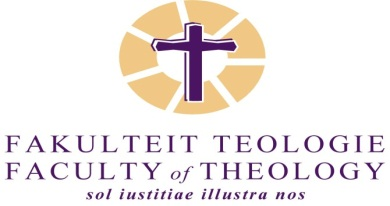 FAKULTEIT TEOLOGIE
FACULTY of THEOLOGY
sol iustitiae illustra nos